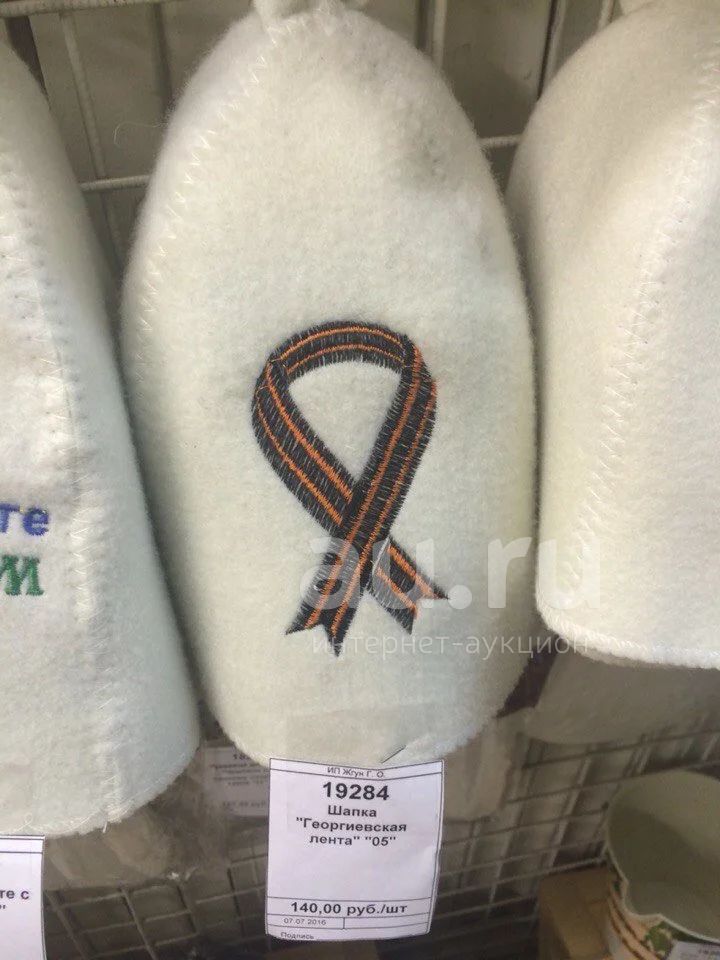 те
м
au.ru
интернет-аукцион
ИП Жгун Г. О.
19284
Шапка
"Георгиевская
лента" "05"
140,00 руб./шт
07.07.2016
Подпись
те с
"